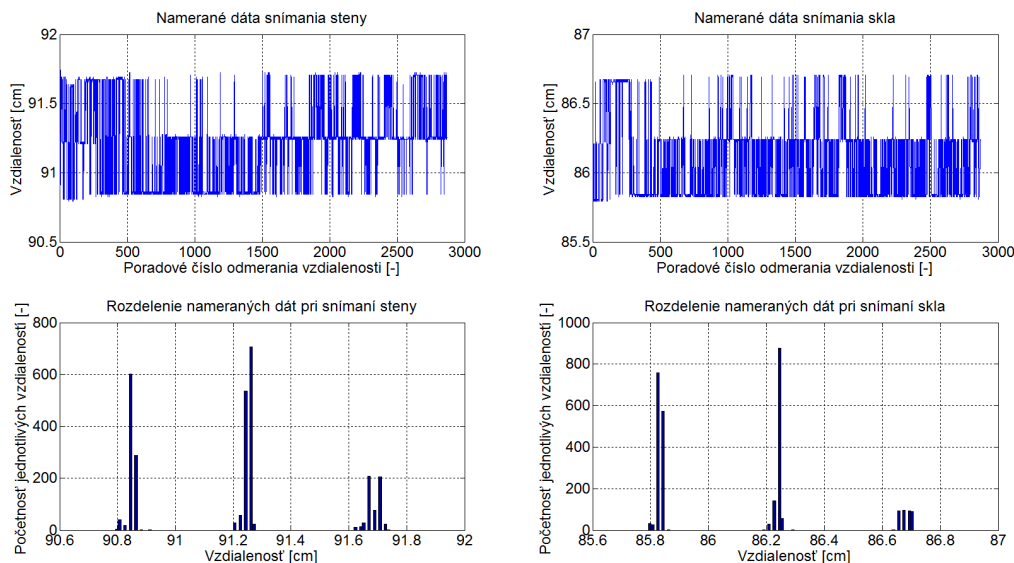 Namerané dáta snímania steny
Vzdialenosť [cm]
92
91.5
91
90.5
0 500 1000 1500 2000 2500 3000
Poradové číslo odmerania vzdialenosti [-]
Namerané dáta snímania skla
Vzdialenosť [cm]
87
86.5
86
85.5
0 500 1000 1500 2000 2500 3000
Poradové číslo odmerania vzdialenosti [-]
Rozdelenie nameraných dát pri snímaní steny
Početnosť jednotlivých vzdialeností [-]
800
600
400
200
0
90.6 90.8 91 91.2 91.4 91.6 91.8 92
Vzdialenosť [cm]
Rozdelenie nameraných dát pri snímaní skla
Početnosť jednotlivých vzdialeností [-]
1000
800
600
400
200
0
85.6 85.8 86 86.2 86.4 86.6 86.8 87
Vzdialenosť [cm]